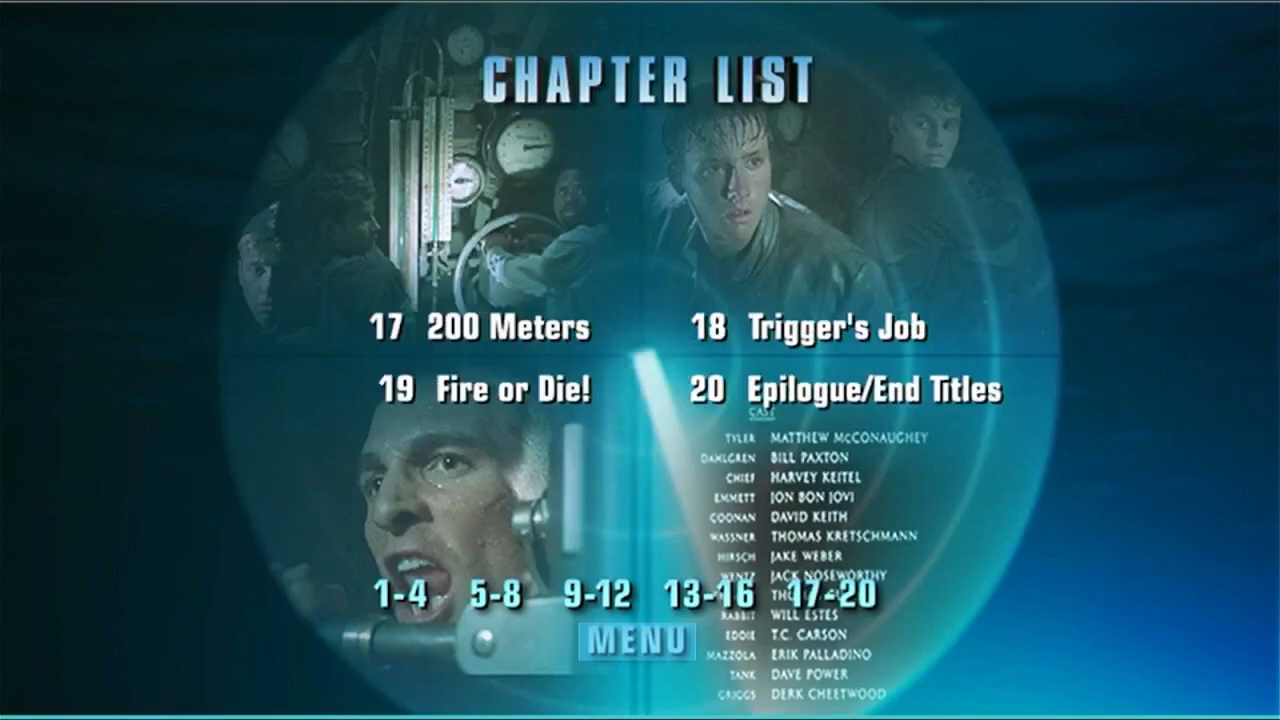 CHAPTER LIST
17 200 Meters
18 Trigger's Job
19 Fire or Die!
20 Epilogue/End Titles
CAST
TYLER MATTHEW McCONAUGHEY
DAHLGREN BILL PAXTON
CHIEF HARVEY KEITEL
EMMETT JON BON JOVI
COONAN DAVID KEITH
WASSNER THOMAS KRETSCHMANN
HIRSCH JAKE WEBER
WENTZ JACK NOSEWORTHY
1-4 5-8 9-12 13-16 17-20
RABBIT WILL ESTES
EDDIE T.C. CARSON
MENU
MAZZOLA ERIK PALLADINO
TANK DAVE POWER
GRIGGS DERK CHEETWOOD